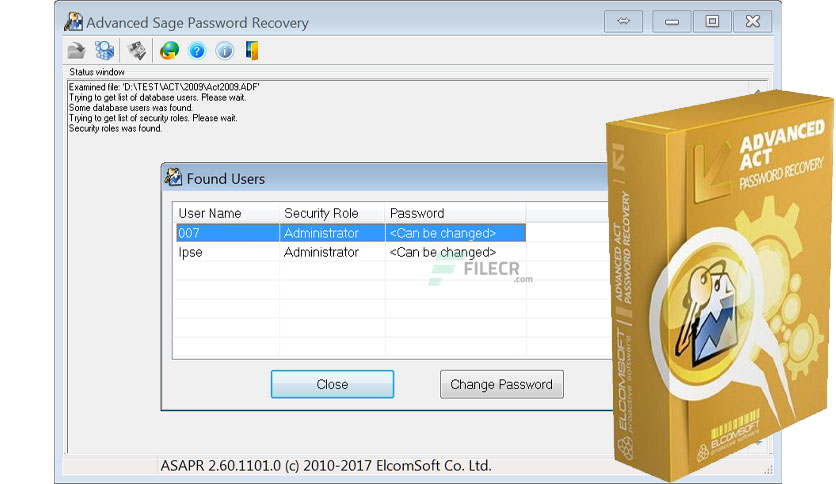 Advanced Sage Password Recovery
Status window
Examined file: 'D:\TEST\ACT\2009\Act2009.ADF'
Trying to get list of database users. Please wait.
Some database users was found.
Trying to get list of security roles. Please wait.
Security roles was found.
Found Users
User Name Security Role Password
007 Administrator <Can be changed>
Ipse Administrator <Can be changed>
FILECR
.com
Close Change Password
ASAPR 2.60.1101.0 (c) 2010-2017 ElcomSoft Co. Ltd.
ADVANCED
ACT
PASSWORD RECOVERY
ADVANCED ACT
PASSWORD RECOVERY
ELCOMSOFT
proactive software
ELCOMSOFT
proactive software